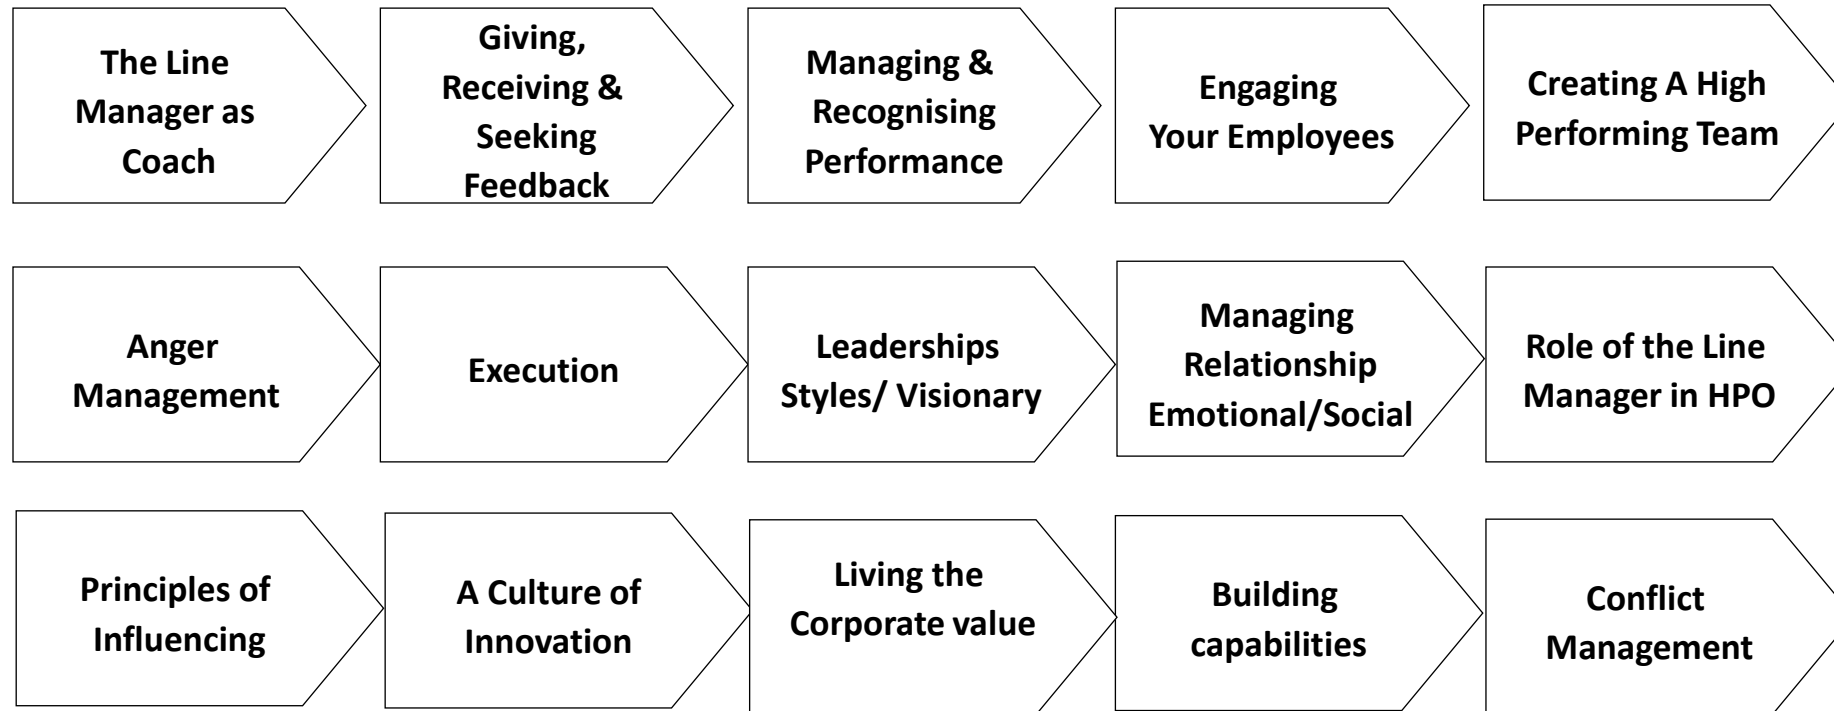 The Line
Manager as
Coach
Giving,
Receiving &
Seeking
Feedback
Managing &
Recognising
Performance
Engaging
Your Employees
Creating A High
Performing Team
Anger
Management
Execution
Leaderships
Styles/ Visionary
Managing
Relationship
Emotional/Social
Role of the Line
Manager in HPO
Principles of
Influencing
A Culture of
Innovation
Living the
Corporate value
Building
capabilities
Conflict
Management